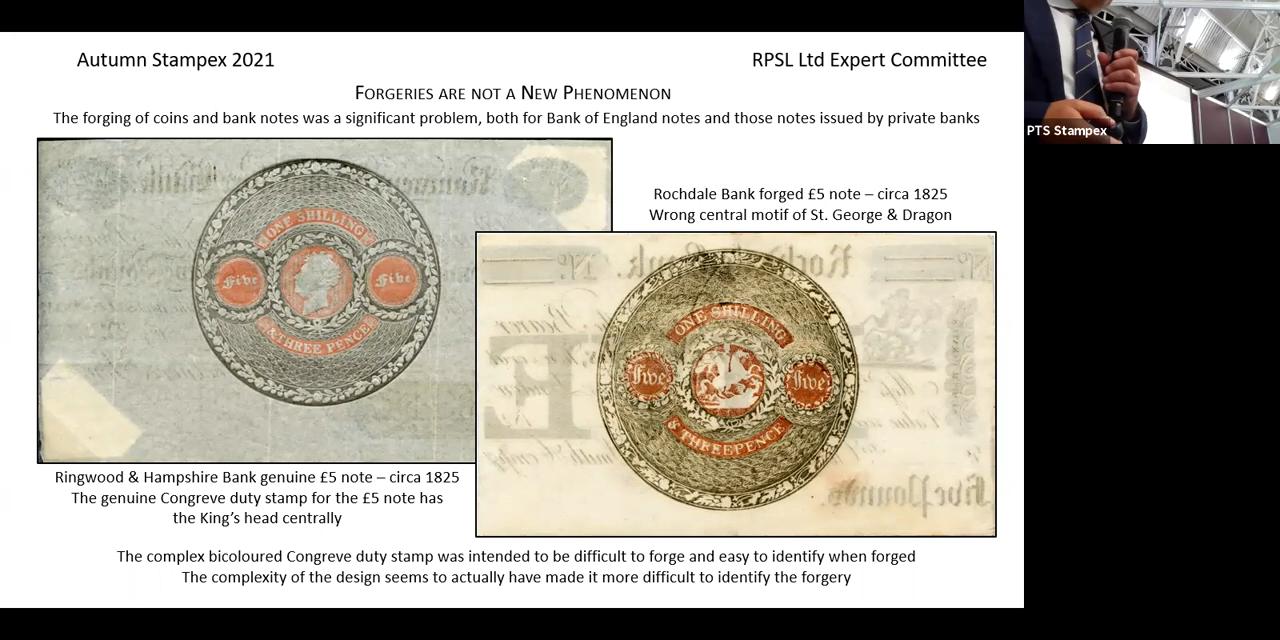 Autumn Stampex 2021
RPSL Ltd Expert Committee
FORGERIES ARE NOT A NEW PHENOMENON
The forging of coins and bank notes was a significant problem, both for Bank of England notes and those notes issued by private banks
PTS Stampex
ONE SHILLING
Five
Five
& THREE PENCE
Rochdale Bank forged £5 note – circa 1825
Wrong central motif of St. George & Dragon
No
No
ONE SHILLING
Five
Five
& THREEPENCE
Five Pounds
Ringwood & Hampshire Bank genuine £5 note – circa 1825
The genuine Congreve duty stamp for the £5 note has
the King's head centrally
The complex bicoloured Congreve duty stamp was intended to be difficult to forge and easy to identify when forged
The complexity of the design seems to actually have made it more difficult to identify the forgery